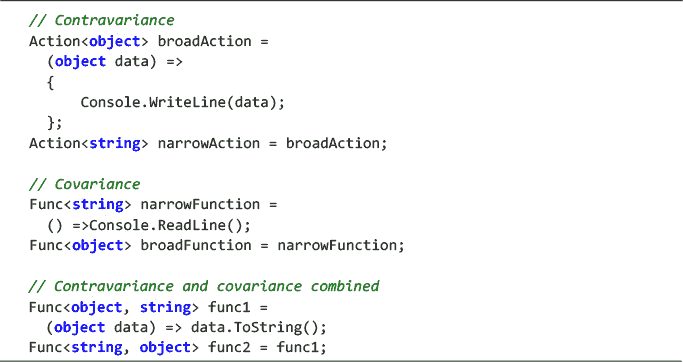 // Contravariance
Action<object> broadAction =
  (object data) =>
  {
      Console.WriteLine(data);
  };
Action<string> narrowAction = broadAction;

// Covariance
Func<string> narrowFunction =
  () =>Console.ReadLine();
Func<object> broadFunction = narrowFunction;

// Contravariance and covariance combined
Func<object, string> func1 =
  (object data) => data.ToString();
Func<string, object> func2 = func1;